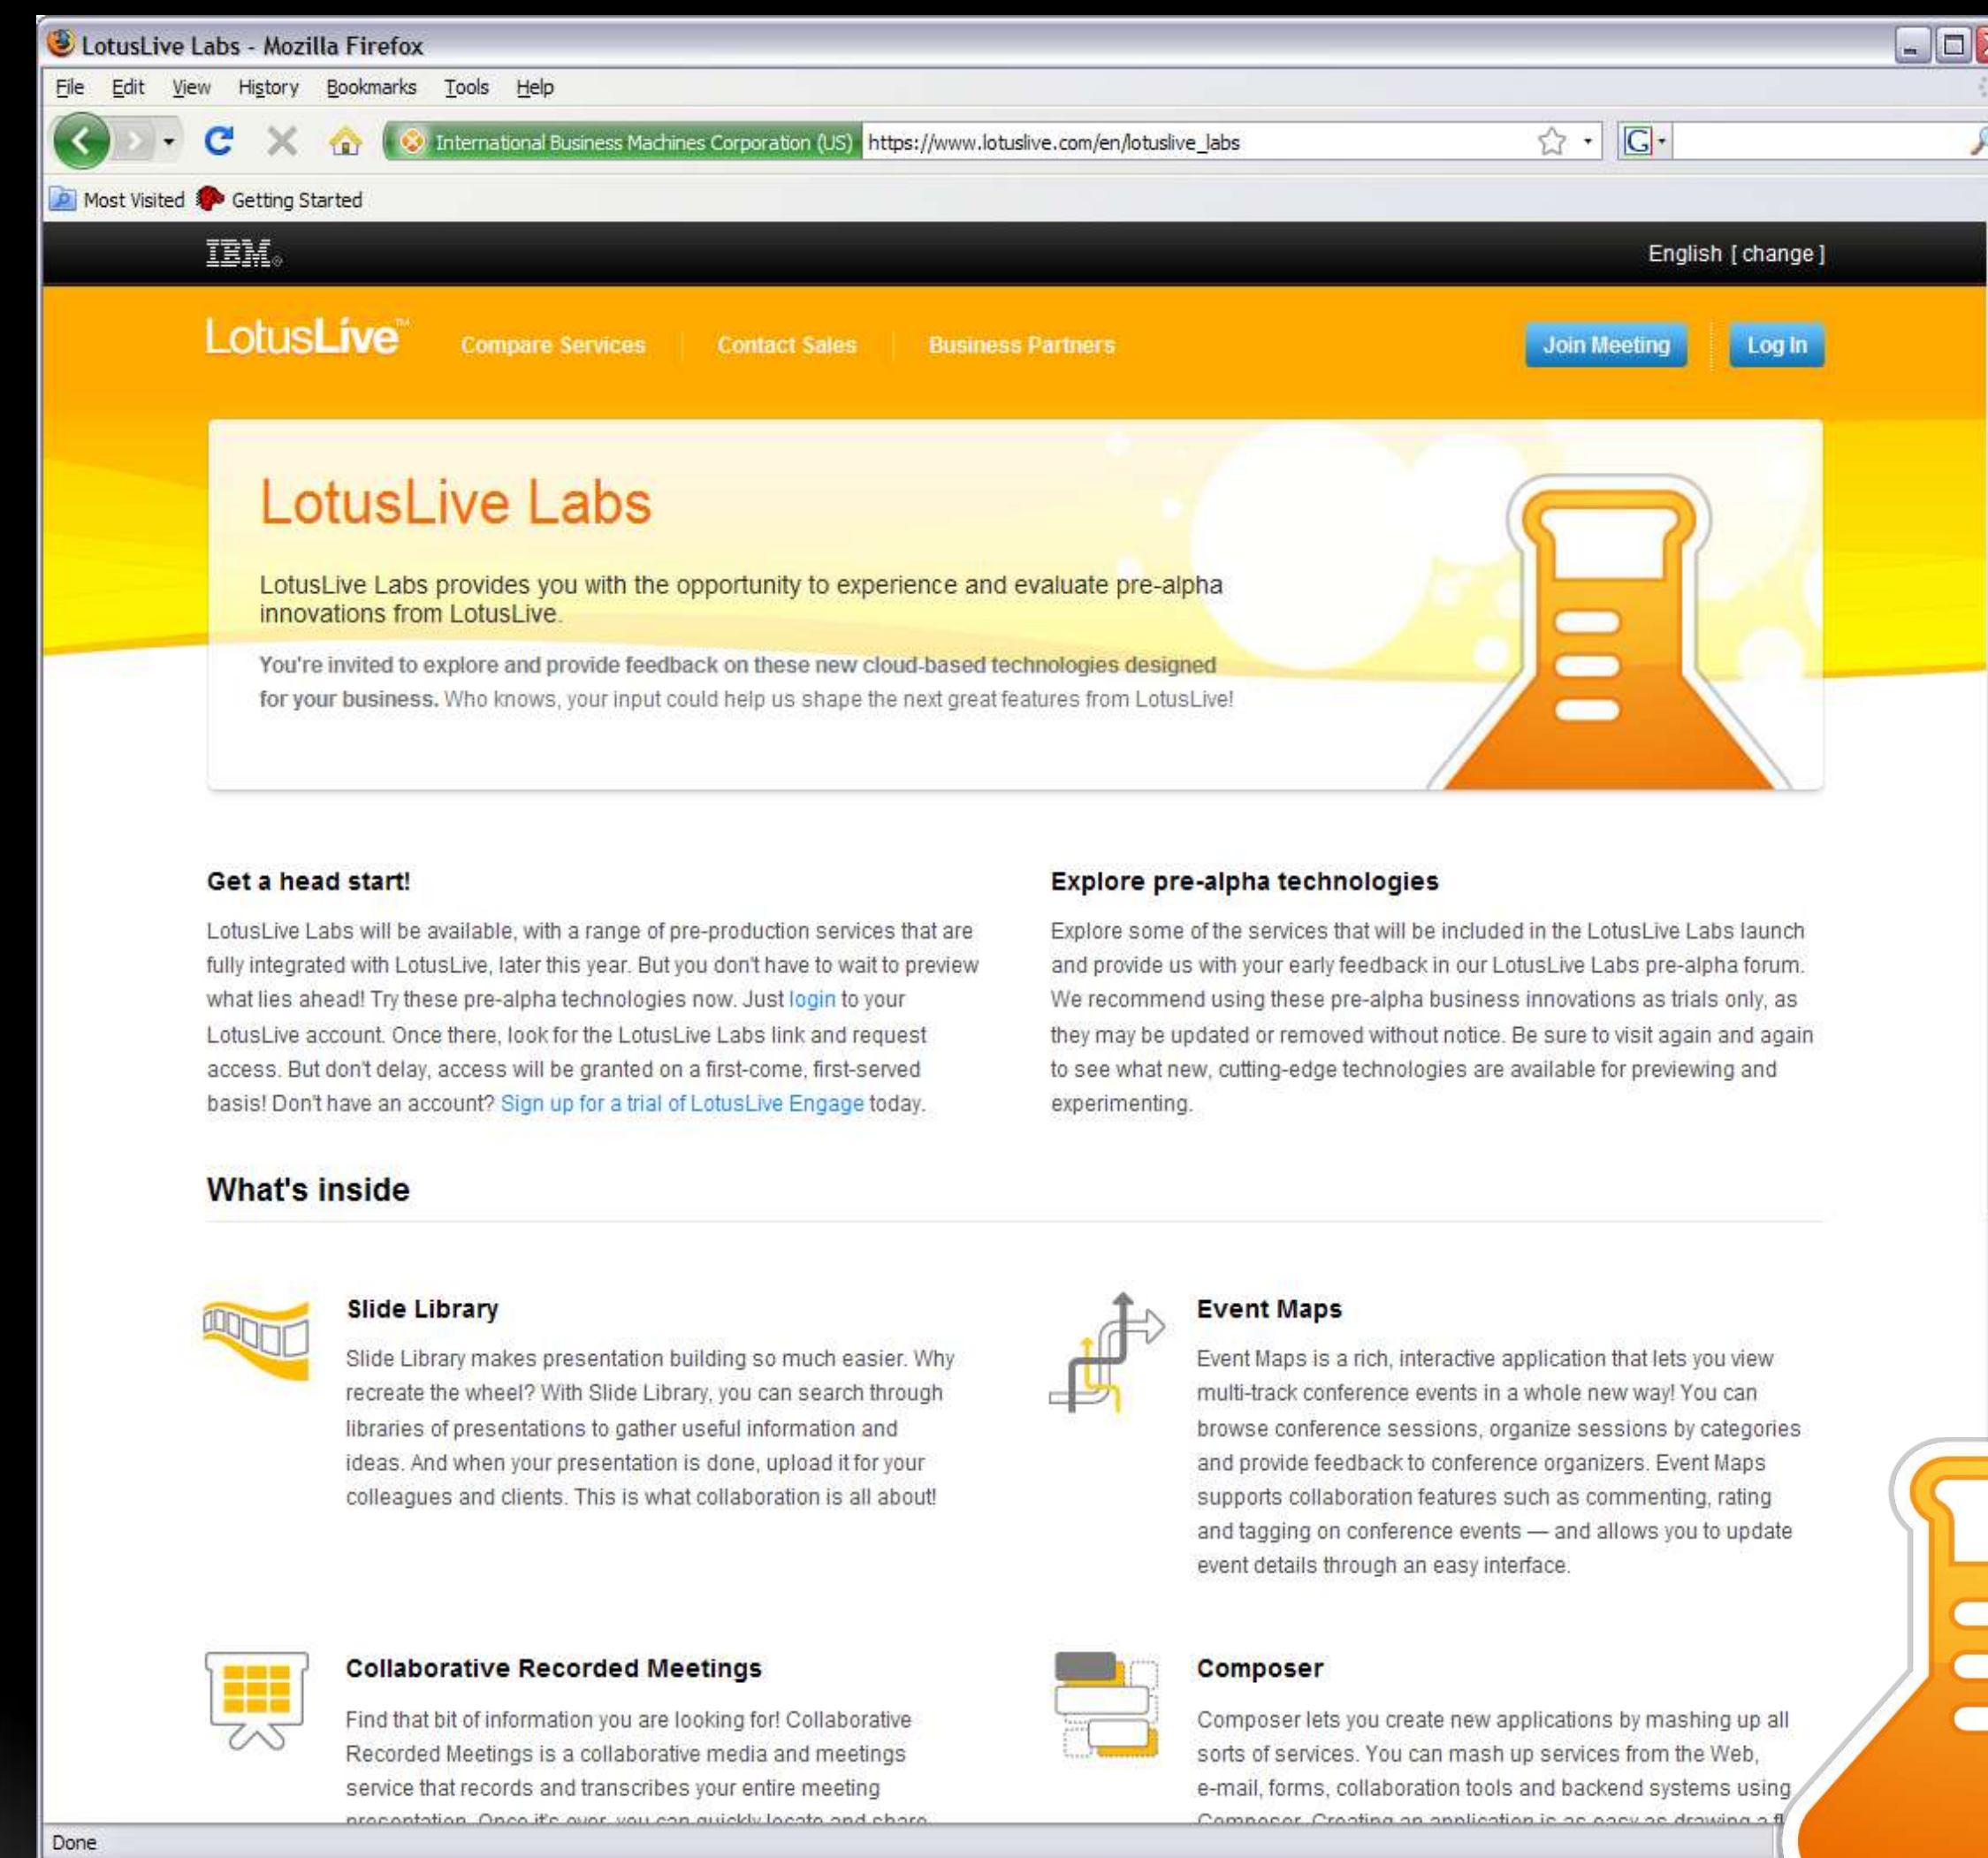 LotusLive Labs - Mozilla Firefox
File Edit View History Bookmarks Tools Help
International Business Machines Corporation (US) https://www.lotuslive.com/en/lotuslive_labs
G
Most Visited Getting Started
IBM® English [ change ]
LotusLive™ Compare Services Contact Sales Business Partners Join Meeting Log In
LotusLive Labs
LotusLive Labs provides you with the opportunity to experience and evaluate pre-alpha
innovations from LotusLive.
You're invited to explore and provide feedback on these new cloud-based technologies designed
for your business. Who knows, your input could help us shape the next great features from LotusLive!
Get a head start!
LotusLive Labs will be available, with a range of pre-production services that are
fully integrated with LotusLive, later this year. But you don't have to wait to preview
what lies ahead! Try these pre-alpha technologies now. Just login to your
LotusLive account. Once there, look for the LotusLive Labs link and request
access. But don't delay, access will be granted on a first-come, first-served
basis! Don't have an account? Sign up for a trial of LotusLive Engage today.
Explore pre-alpha technologies
Explore some of the services that will be included in the LotusLive Labs launch
and provide us with your early feedback in our LotusLive Labs pre-alpha forum.
We recommend using these pre-alpha business innovations as trials only, as
they may be updated or removed without notice. Be sure to visit again and again
to see what new, cutting-edge technologies are available for previewing and
experimenting.
What's inside
Slide Library
Slide Library makes presentation building so much easier. Why
recreate the wheel? With Slide Library, you can search through
libraries of presentations to gather useful information and
ideas. And when your presentation is done, upload it for your
colleagues and clients. This is what collaboration is all about!
Event Maps
Event Maps is a rich, interactive application that lets you view
multi-track conference events in a whole new way! You can
browse conference sessions, organize sessions by categories
and provide feedback to conference organizers. Event Maps
supports collaboration features such as commenting, rating
and tagging on conference events — and allows you to update
event details through an easy interface.
Collaborative Recorded Meetings
Find that bit of information you are looking for! Collaborative
Recorded Meetings is a collaborative media and meetings
service that records and transcribes your entire meeting
presentation. Once it's over, you can quickly locate and share
Composer
Composer lets you create new applications by mashing up all
sorts of services. You can mash up services from the Web,
e-mail, forms, collaboration tools and backend systems using
Composer. Creating an application is as easy as drawing a
Done